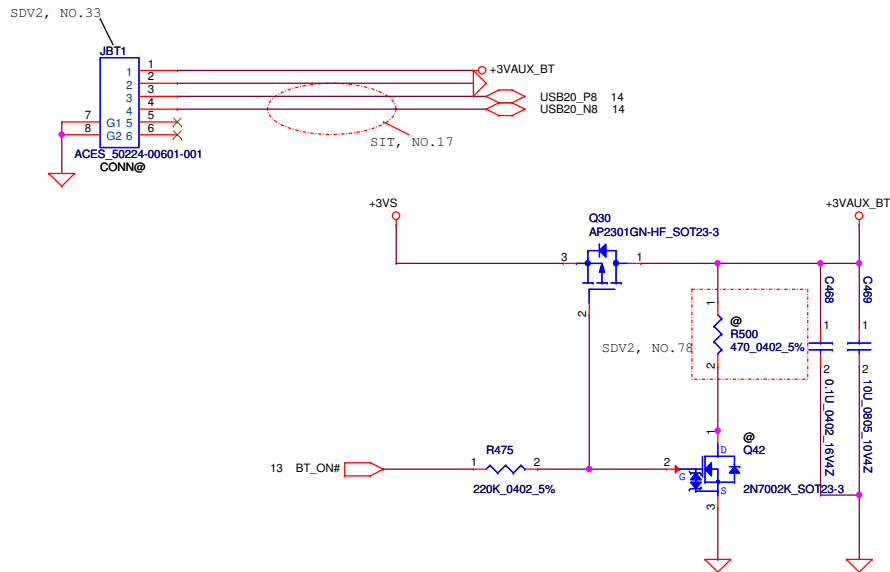 SDV2, NO.33
JBT1
1
2
3
4
5
6
1
2
3
4
G1 5
G2 6
7
8
ACES_50224-00601-001
CONN@
+3VAUX_BT
USB20_P8 14
USB20_N8 14
SIT, NO.17
+3VS
Q30
AP2301GN-HF_SOT23-3
3
1
2
+3VAUX_BT
C468
C469
1
@
R500
470_0402_5%
2
SDV2, NO.78
1
2
0.1U_0402_16V4Z
1
2
10U_0805_10V4Z
13 BT_ON#
1
R475
2
220K_0402_5%
2
G
1
D
S
3
@
Q42
2N7002K_SOT23-3